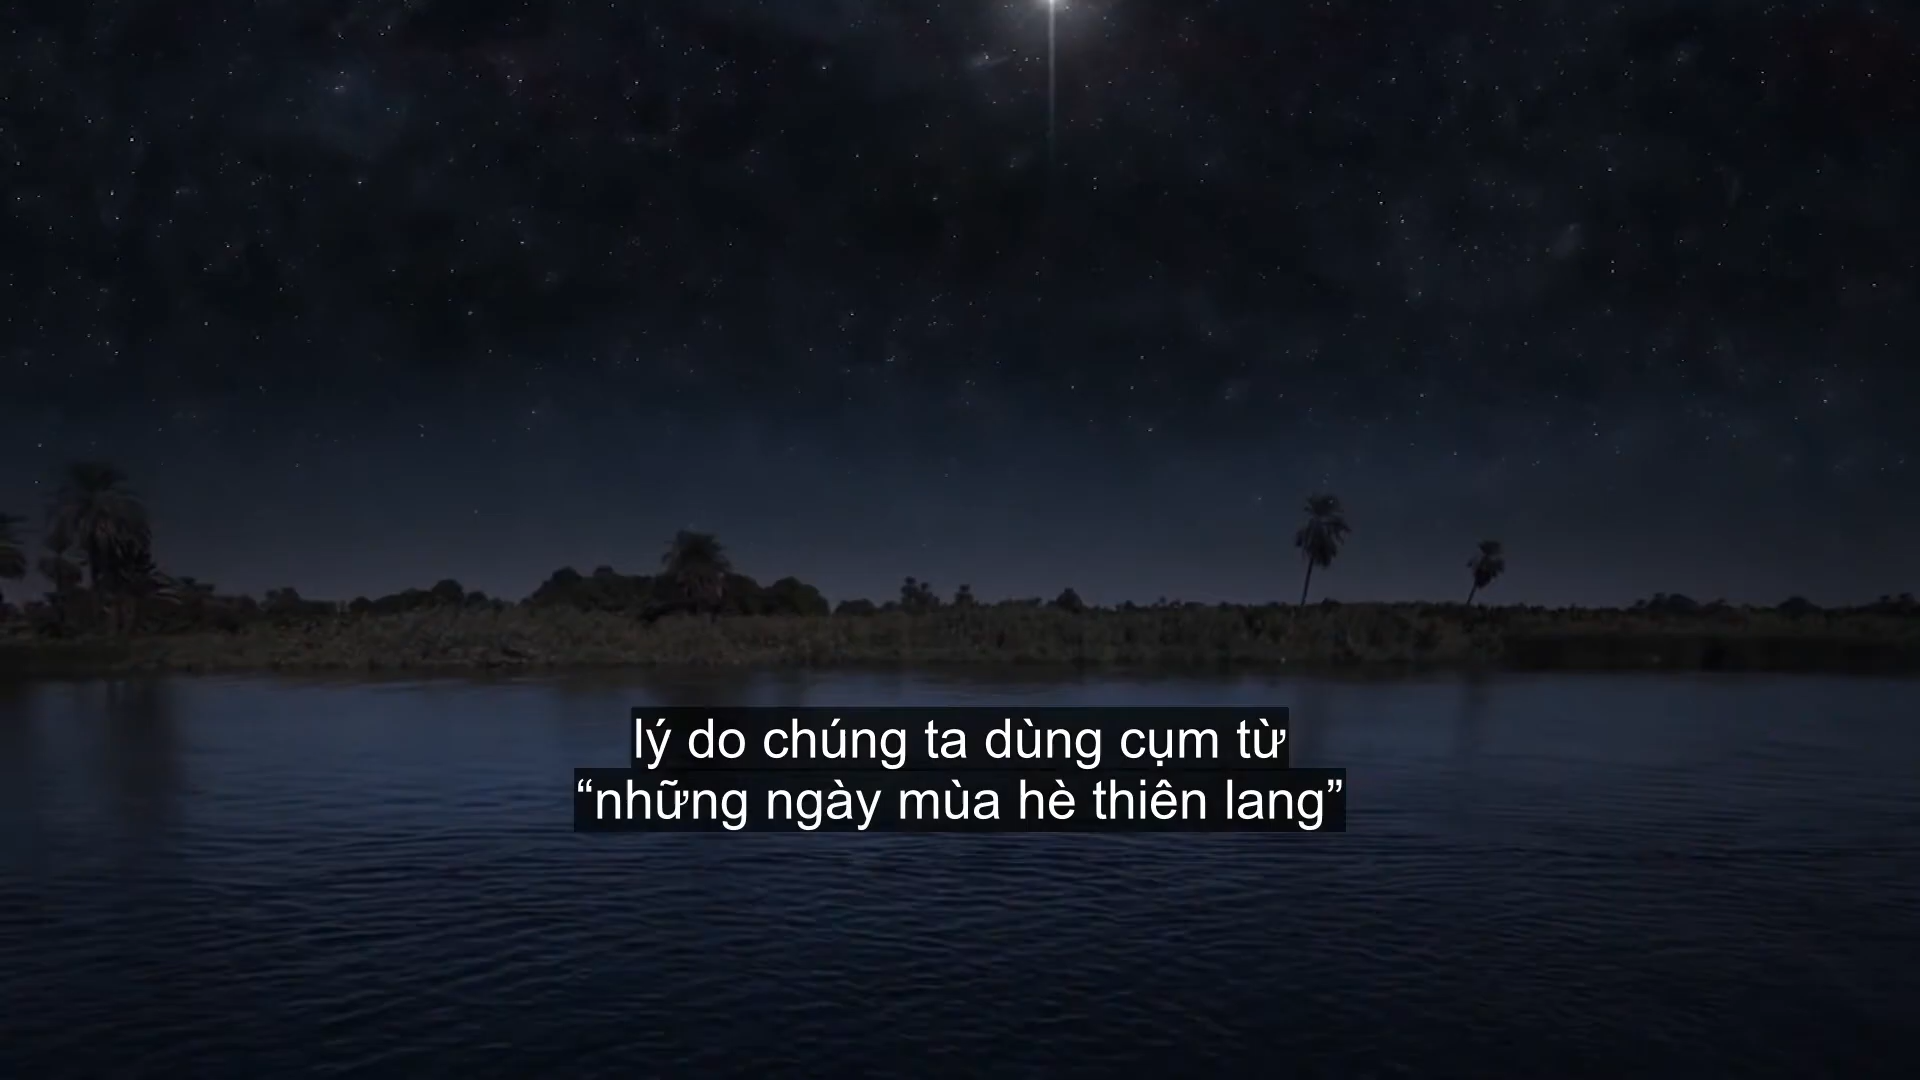 lý do chúng ta dùng cụm từ
“những ngày mùa hè thiên lang”